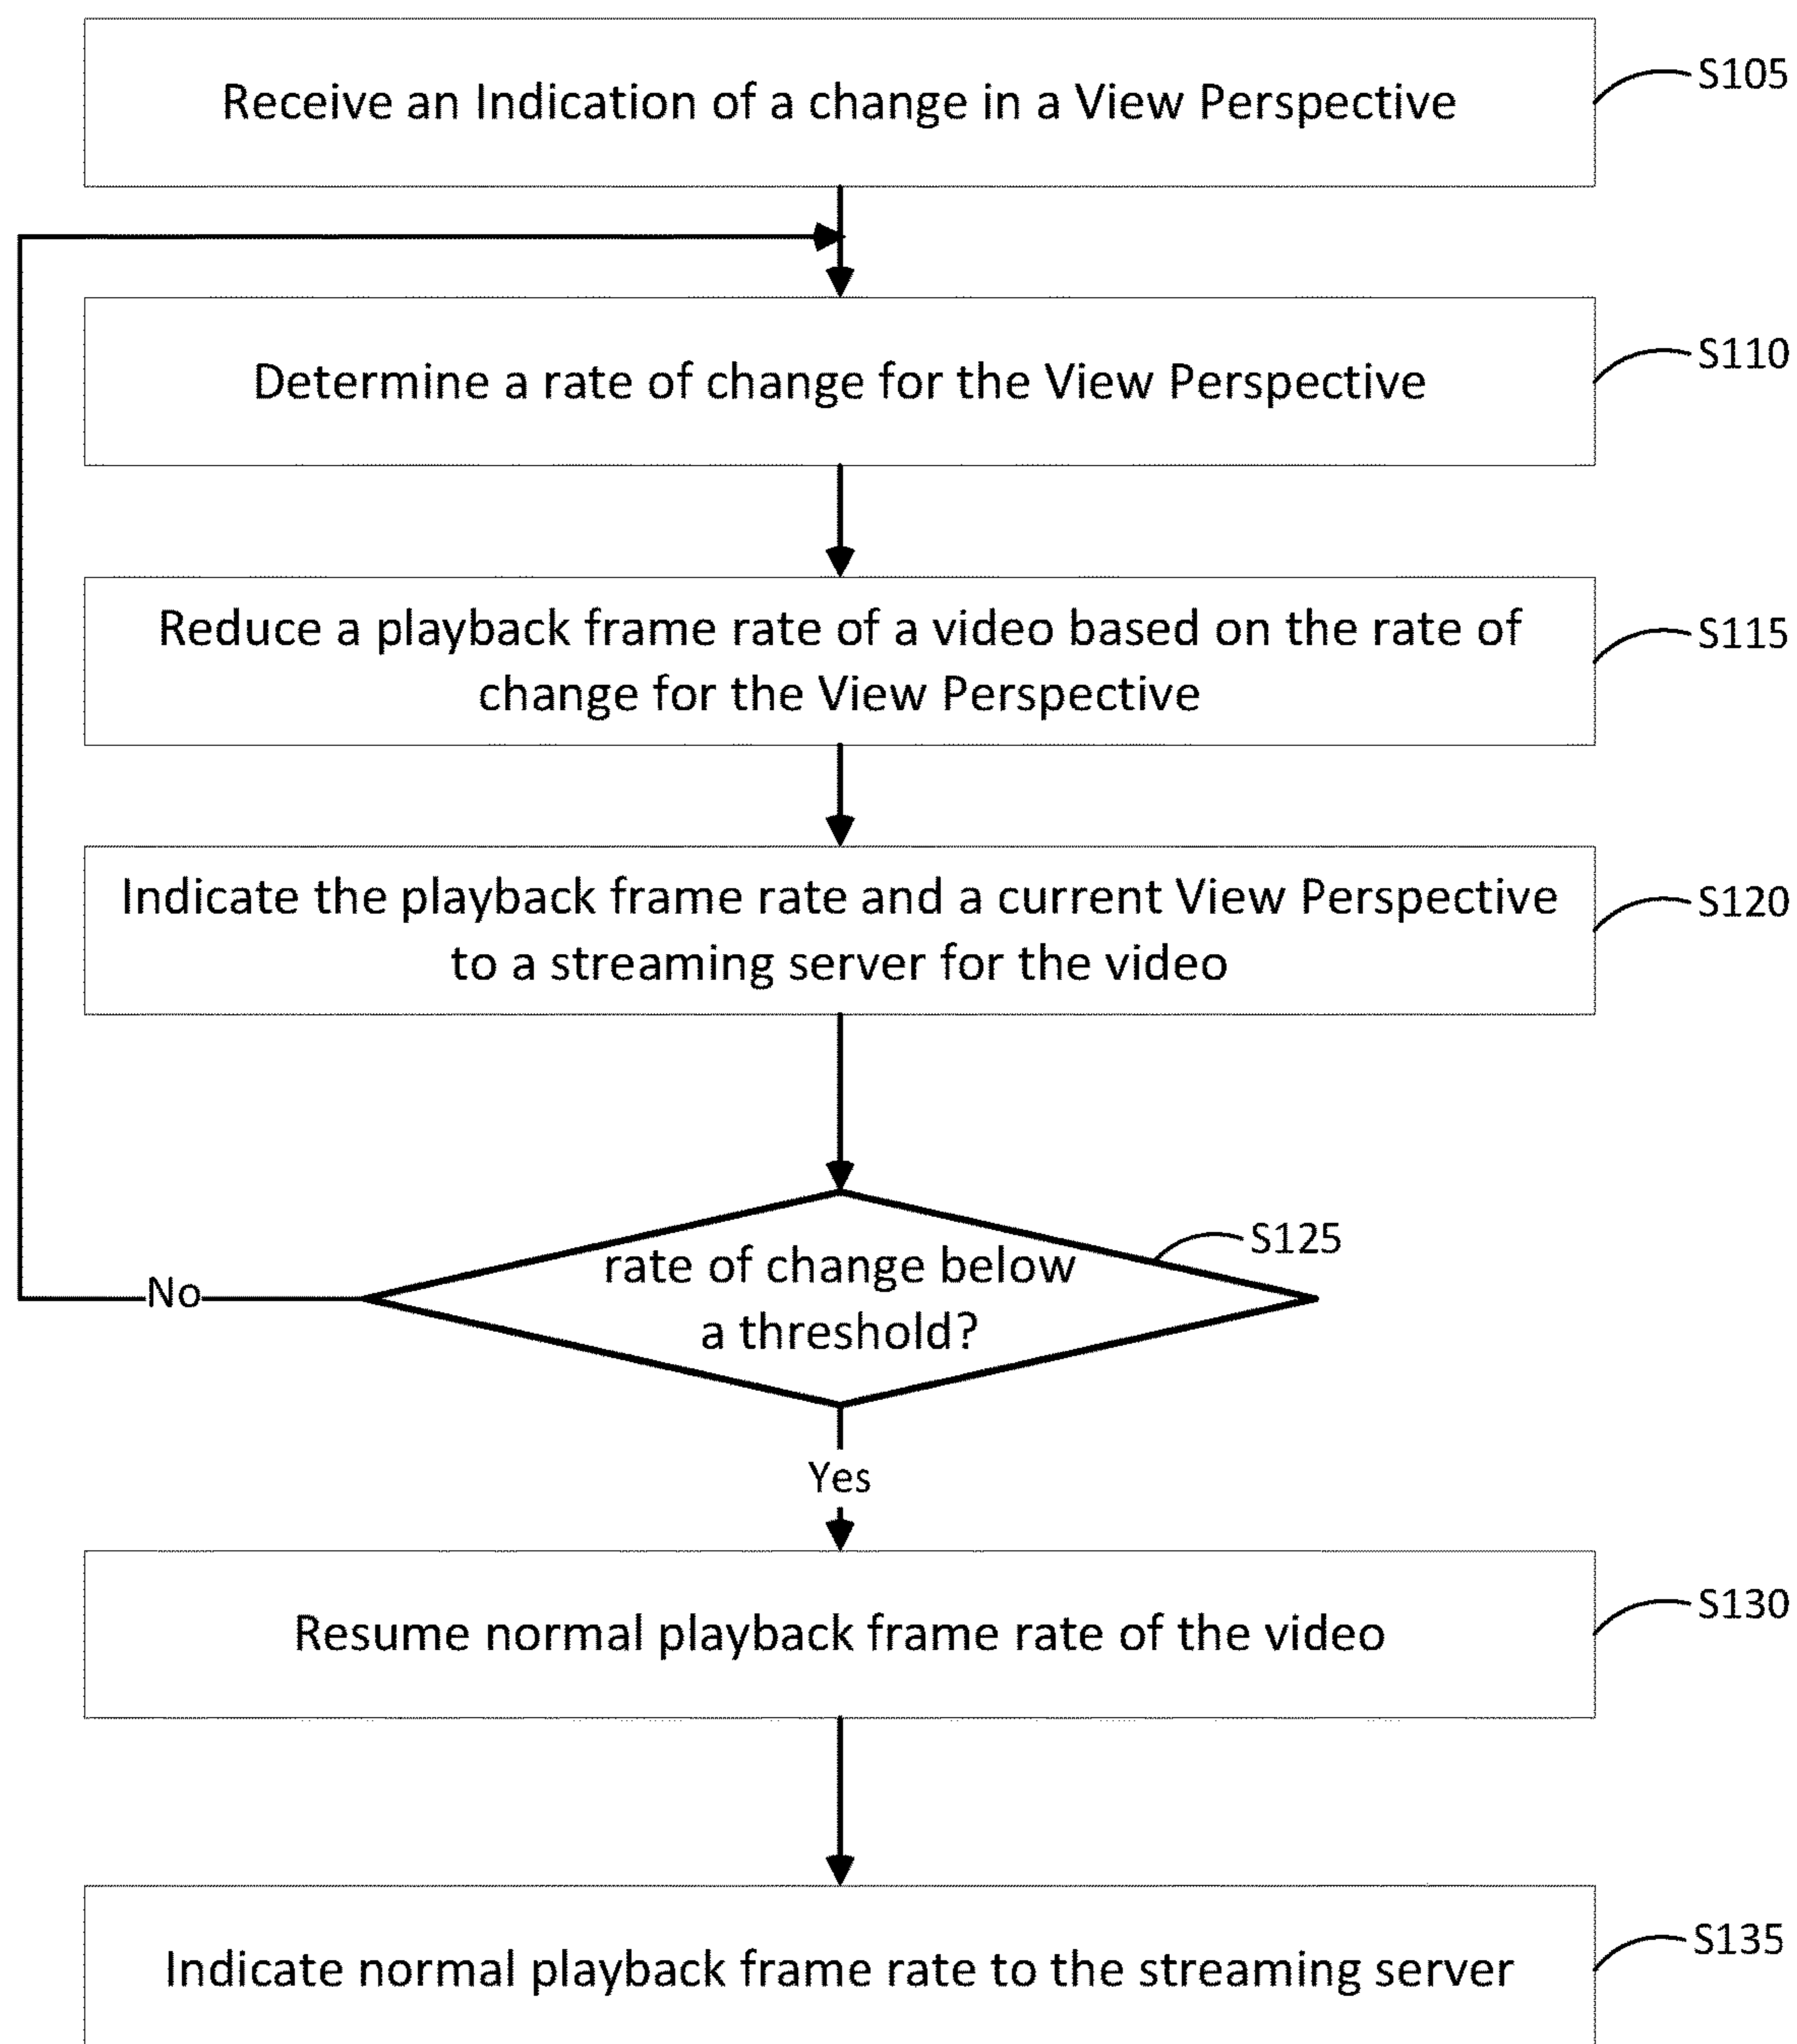 Receive an Indication of a change in a View Perspective
S105
Determine a rate of change for the View Perspective
S110
Reduce a playback frame rate of a video based on the rate of
change for the View Perspective
S115
Indicate the playback frame rate and a current View Perspective
to a streaming server for the video
S120
rate of change below
a threshold?
S125
No
Yes
Resume normal playback frame rate of the video
S130
Indicate normal playback frame rate to the streaming server
S135